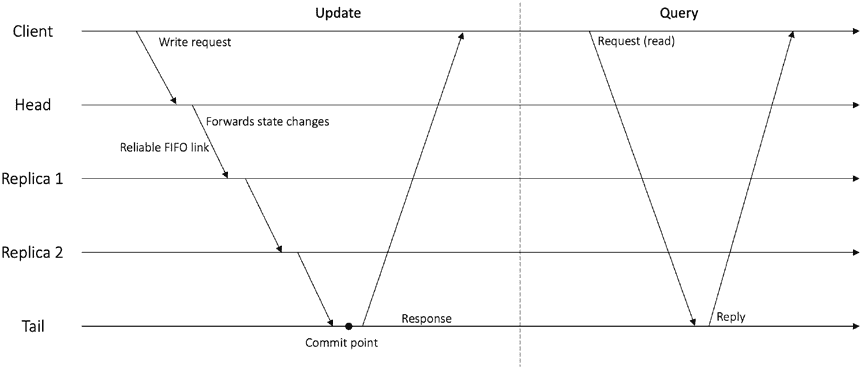 Update
Query
Client
Write request
Request (read)
Head
Forwards state changes
Reliable FIFO link
Replica 1
Replica 2
Tail
Response
Reply
Commit point